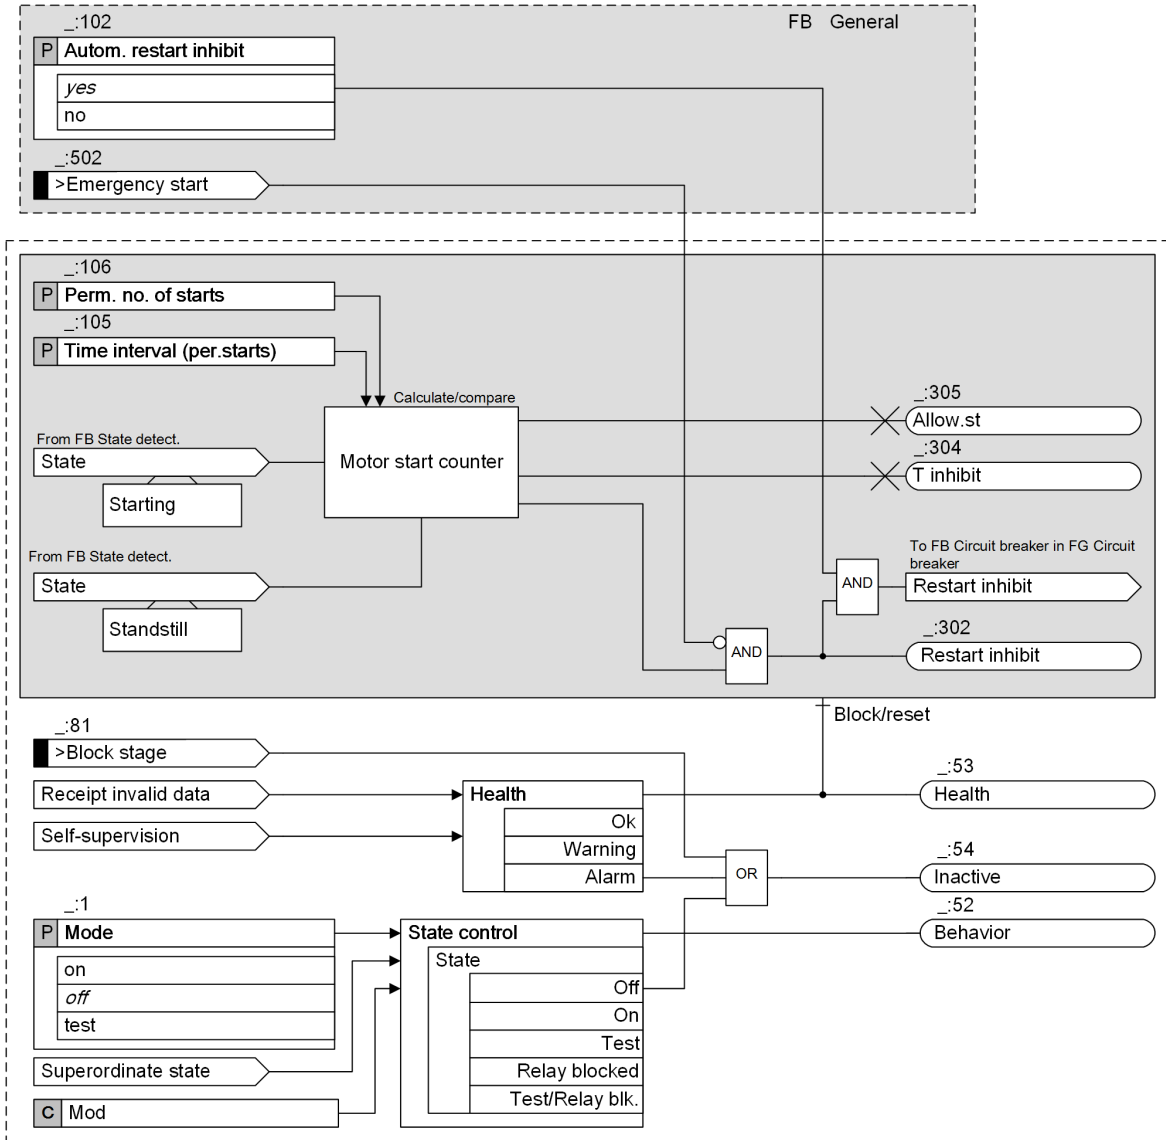 _:102
FB General
P Autom. restart inhibit
yes
no
_:502
>Emergency start
_:106
P Perm. no. of starts
_:105
P Time interval (per.starts)
Calculate/compare
_:305
Allow.st
From FB State detect.
State
Motor start counter
_:304
T inhibit
Starting
From FB State detect.
State
Standstill
To FB Circuit breaker in FG Circuit
breaker
AND
Restart inhibit
_:302
AND
Restart inhibit
Block/reset
_:81
>Block stage
Receipt invalid data
Self-supervision
Health
Ok
Warning
Alarm
_:53
Health
OR
_:54
Inactive
_:52
Behavior
_:1
P Mode
on
off
test
Superordinate state
C Mod
State control
State
Off
On
Test
Relay blocked
Test/Relay blk.